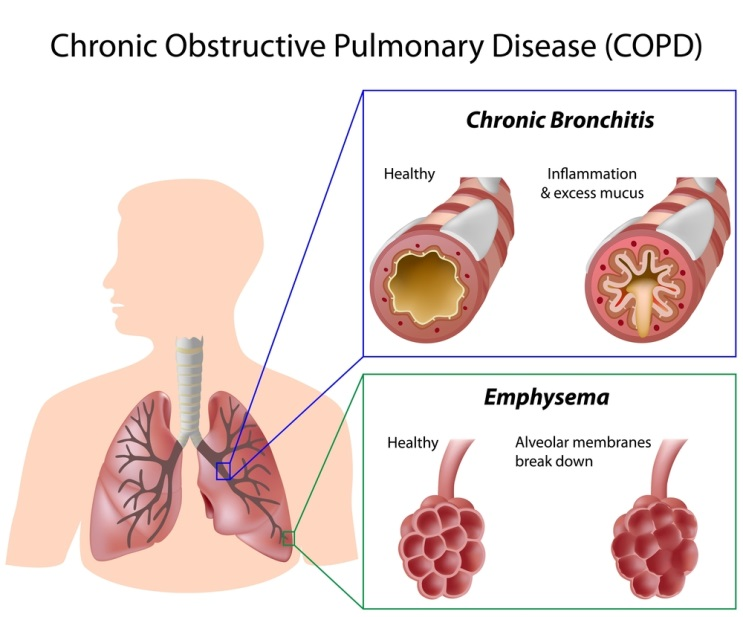 Chronic Obstructive Pulmonary Disease (COPD)
Chronic Bronchitis
Healthy
Inflammation
& excess mucus
Emphysema
Healthy
Alveolar membranes
break down